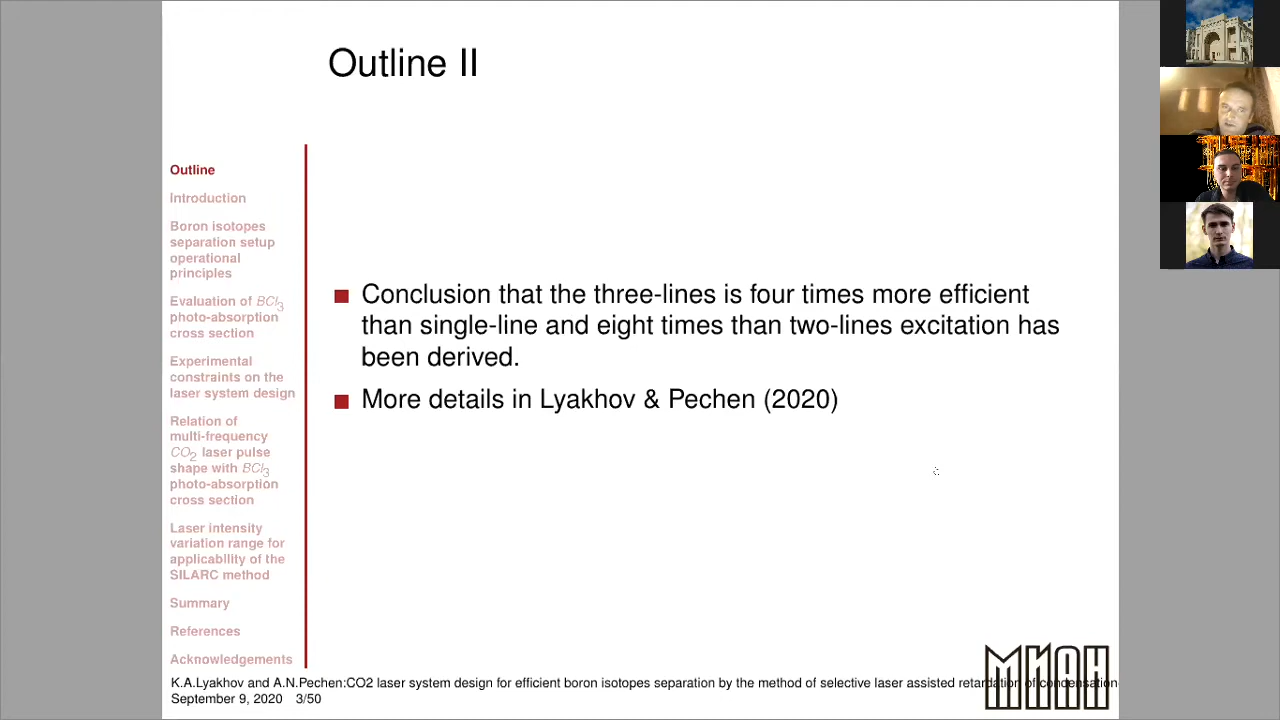 Outline II
Outline
Introduction
Boron isotopes
separation setup
operational
principles
Evaluation of BCl3
photo-absorption
cross section
Experimental
constraints on the
laser system design
Relation of
multi-frequency
CO2 laser pulse
shape with BCl3
photo-absorption
cross section
Laser intensity
variation range for
applicability of the
SILARC method
Summary
References
Acknowledgements
Conclusion that the three-lines is four times more efficient
than single-line and eight times than two-lines excitation has
been derived.
More details in Lyakhov & Pechen (2020)
K.A.Lyakhov and A.N.Pechen:CO2 laser system design for efficient boron isotopes separation by the method of selective laser assisted retardation of condensation
September 9, 2020 3/50
МИАН